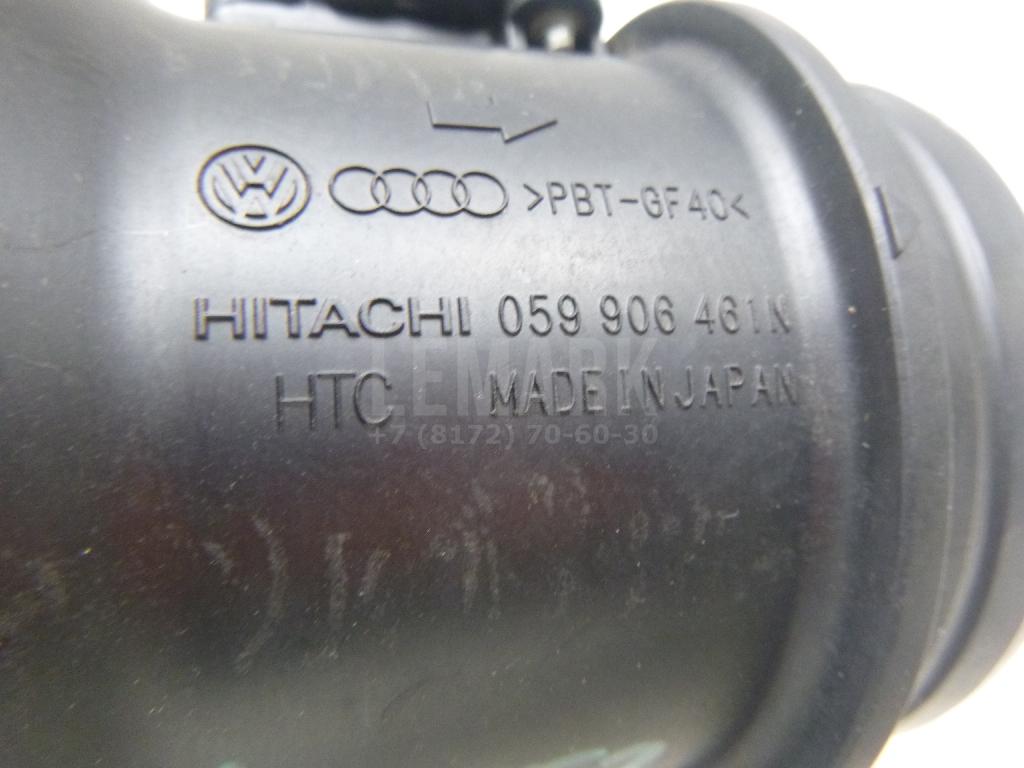 >PBT-GF40<
HITACHI 059 906 461N
HTC MADE IN JAPAN
LEMARK
+7 (8172) 70-60-30